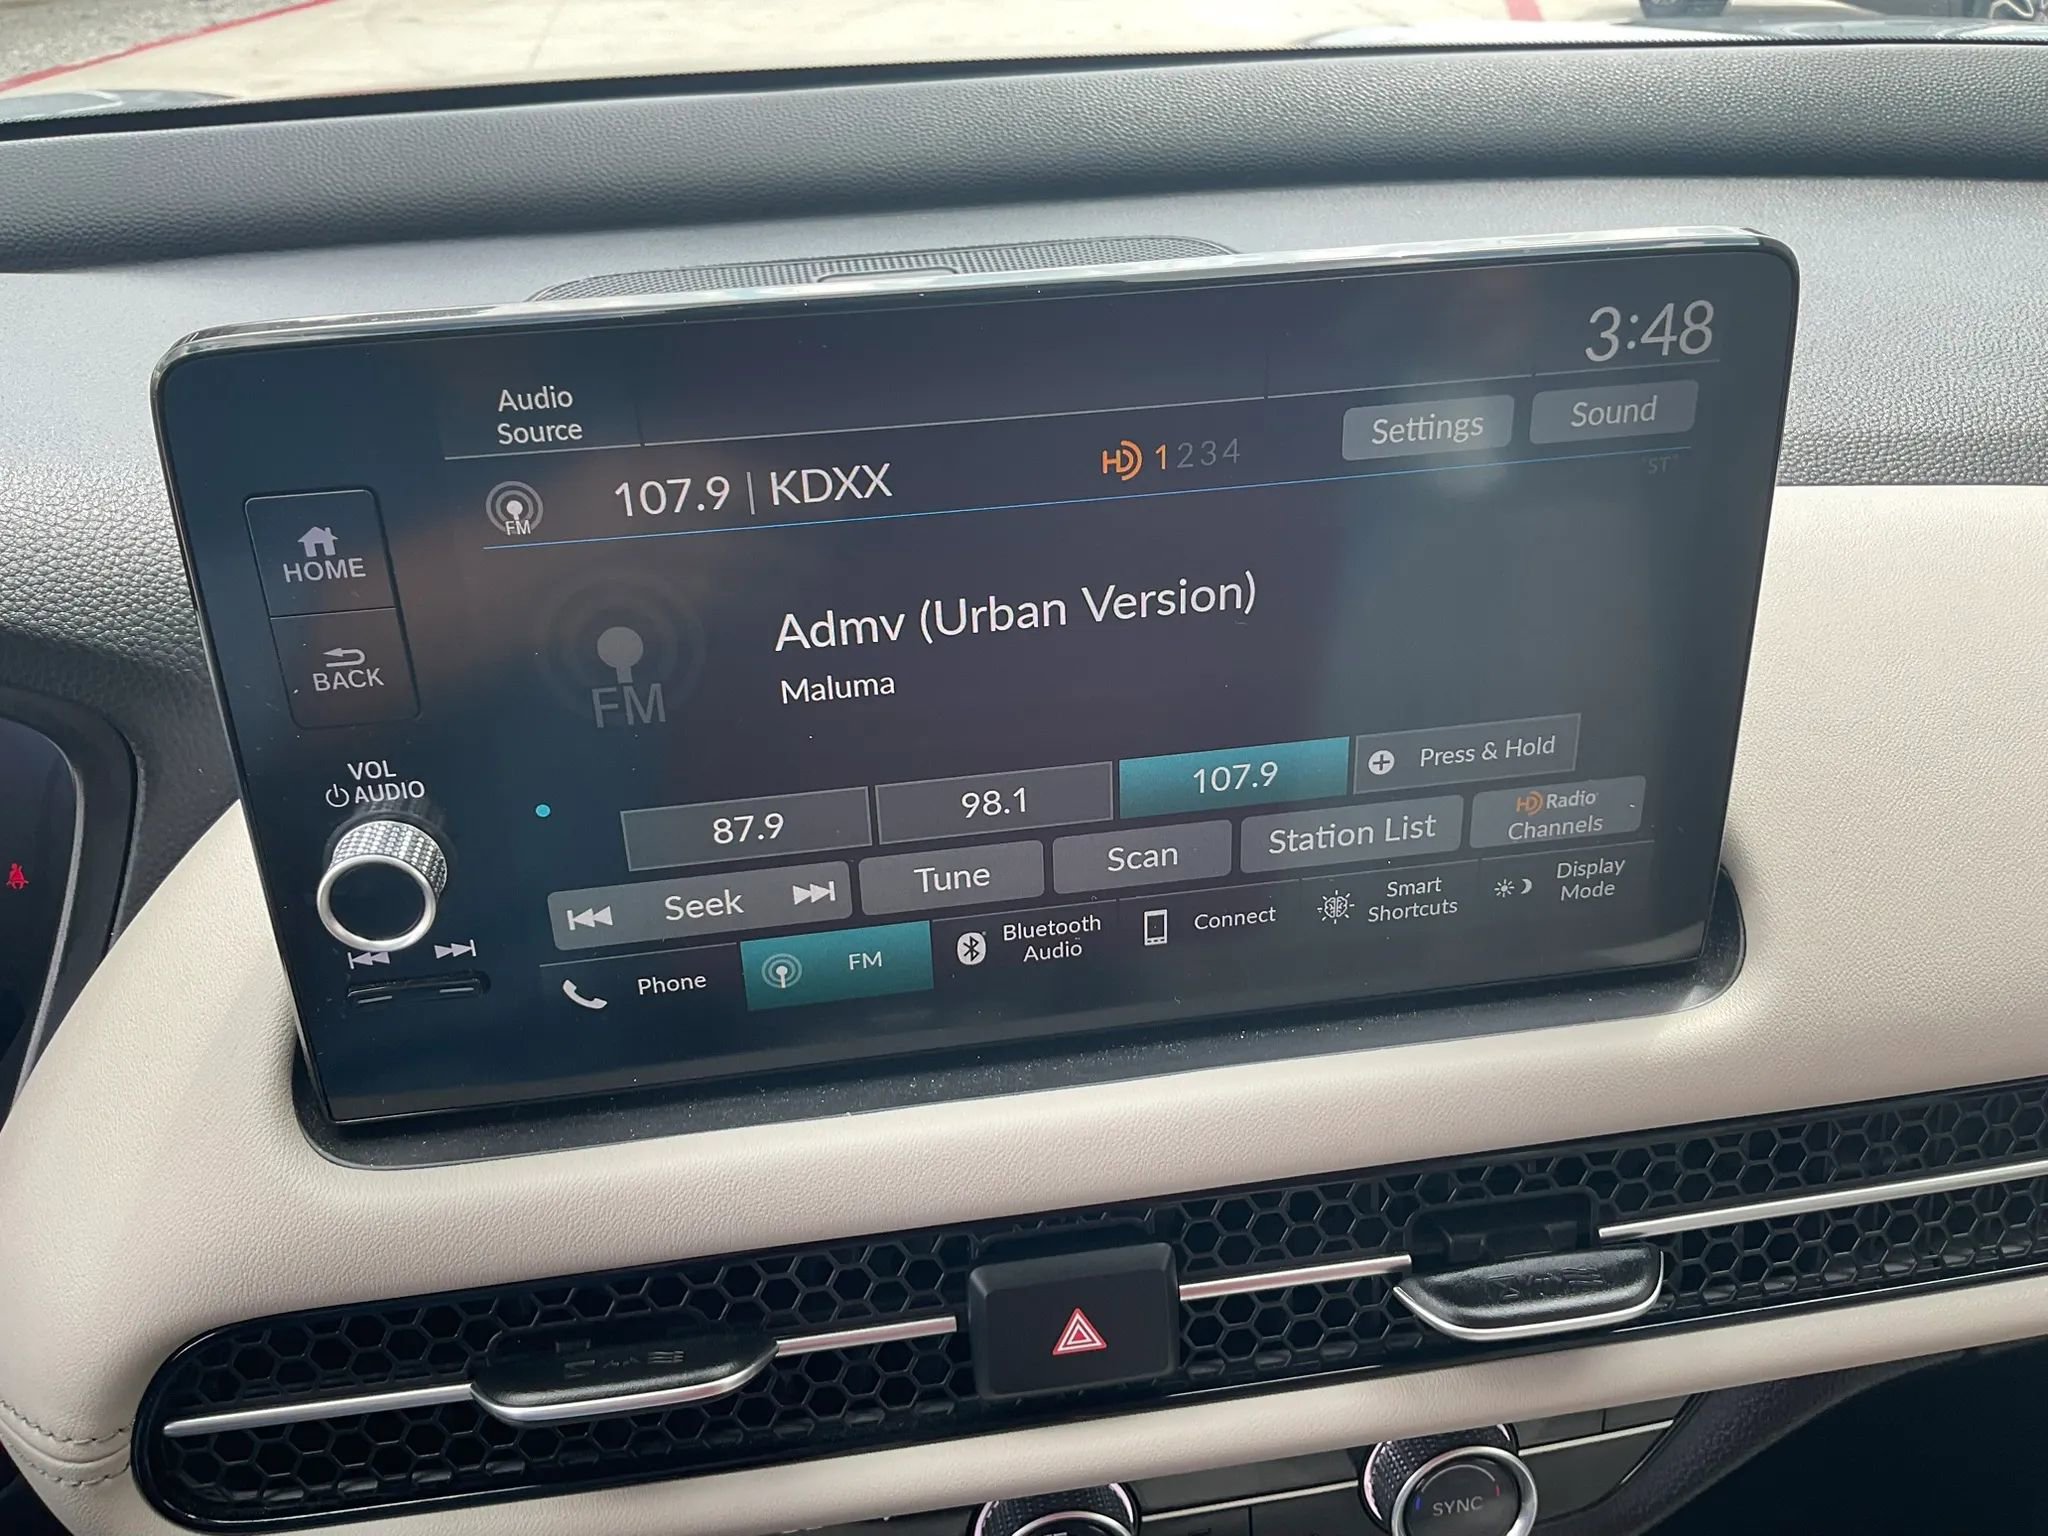 3:48
Audio
Source
Settings
Sound
FM
107.9 | KDXX
HD 1 2 3 4
"ST"
HOME
BACK
FM
Admv (Urban Version)
Maluma
VOL
AUDIO
87.9
98.1
107.9
Press & Hold
Seek
Tune
Scan
Station List
HD Radio
Channels
Phone
FM
Bluetooth
Audio
Connect
Smart
Shortcuts
Display
Mode
SYNC